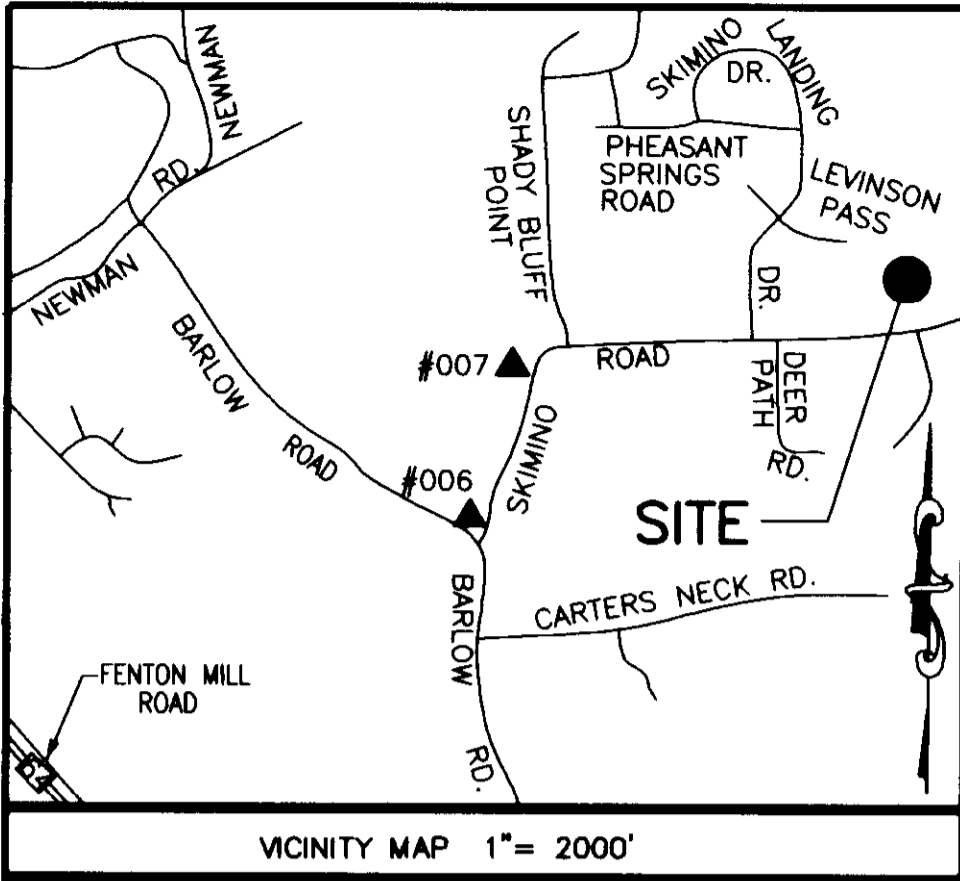 NEWMAN
RD.
NEWMAN
BARLOW
ROAD
SHADY BLUFF
POINT
SKIMINO
LANDING
DR.
PHEASANT
SPRINGS
ROAD
LEVINSON
PASS
DR.
#007
ROAD
DEER
PATH
RD.
#006
SKIMINO
SITE
BARLOW
RD.
CARTERS NECK RD.
FENTON MILL
ROAD
64
VICINITY MAP 1"= 2000'